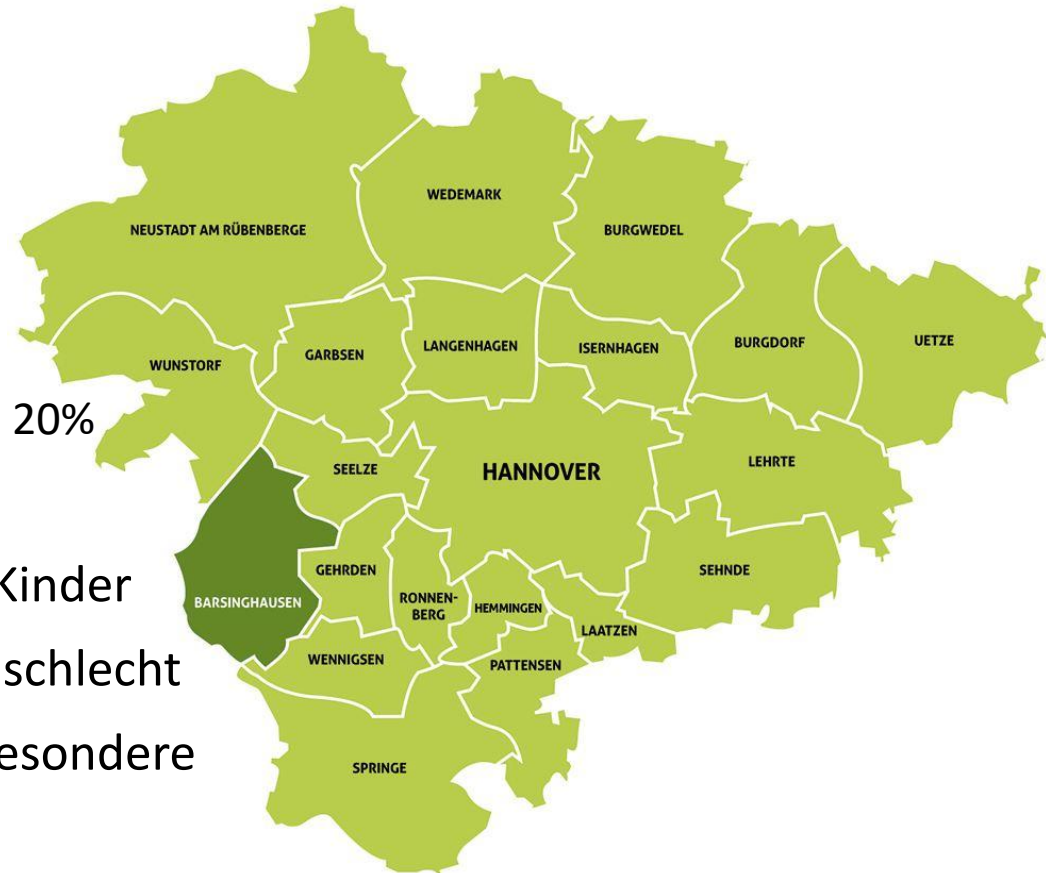 WEDEMARK
NEUSTADT AM RÜBENBERGE
BURGWEDEL
WUNSTORF
GARBSEN
LANGENHAGEN
ISERNHAGEN
BURGDORF
UETZE
20%
SEELZE
HANNOVER
LEHRTE
Kinder
BARSINGHAUSEN
GEHRDEN
RONNEN-
BERG
HEMMINGEN
SEHNDE
LAATZEN
schlecht
WENNIGSEN
PATTENSEN
esondere
SPRINGE